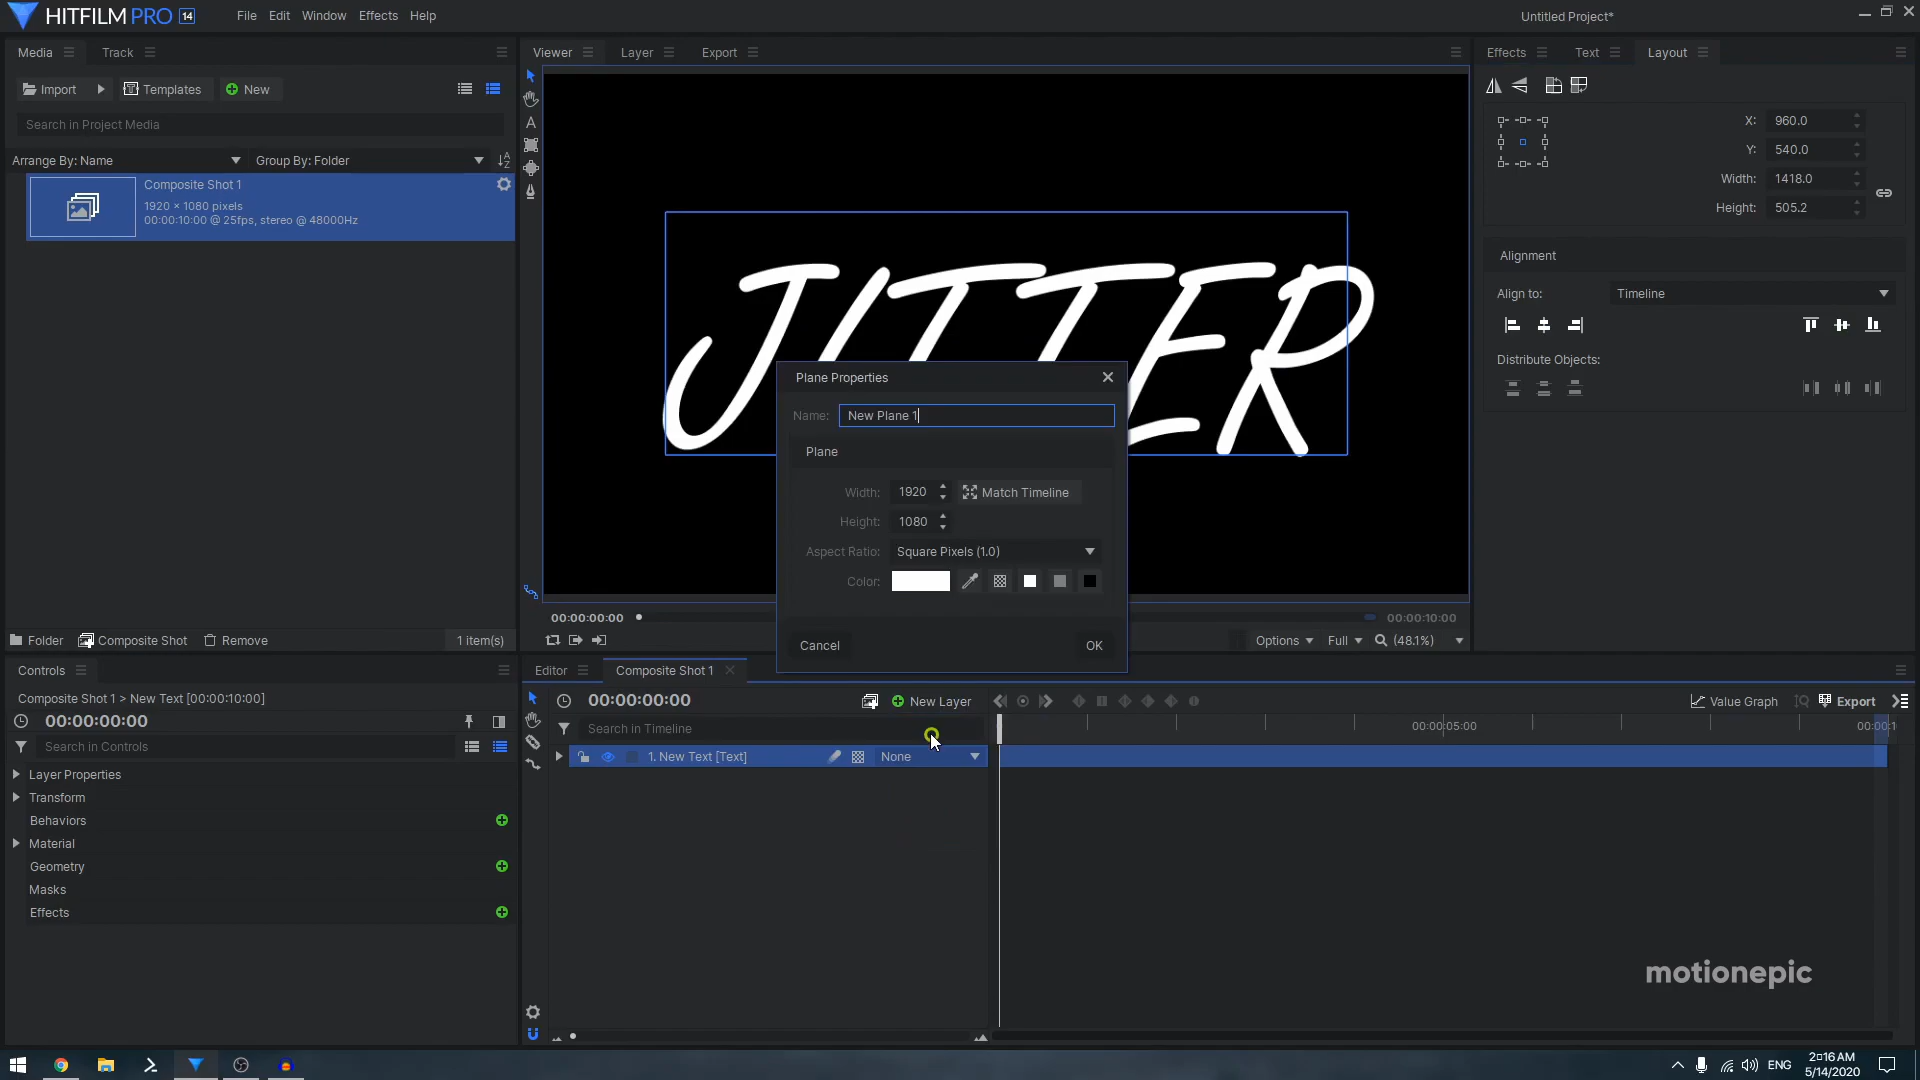 HITFILM PRO 14
File Edit Window Effects Help
Untitled Project*
Media Track
Viewer Layer Export
Effects Text Layout
Import Templates New
Search in Project Media
Arrange By: Name Group By: Folder
Composite Shot 1
1920 × 1080 pixels
00:00:10:00 @ 25fps, stereo @ 48000Hz
X: 960.0
Y: 540.0
Width: 1418.0
Height: 505.2
Alignment
Align to: Timeline
Distribute Objects:
JITTER
Plane Properties
Name: New Plane 1
Plane
Width: 1920 Match Timeline
Height: 1080
Aspect Ratio: Square Pixels (1.0)
Color:
Cancel OK
00:00:00:00 00:00:10:00
Options Full (48.1%)
Folder Composite Shot Remove 1 item(s)
Controls
Composite Shot 1 > New Text [00:00:10:00]
00:00:00:00
Search in Controls
Layer Properties
Transform
Behaviors
Material
Geometry
Masks
Effects
Editor Composite Shot 1
00:00:00:00 New Layer
Value Graph Export
Search in Timeline
00:00:05:00 00:00:1
1. New Text [Text] None
motionepic
ENG
2:16 AM
5/14/2020